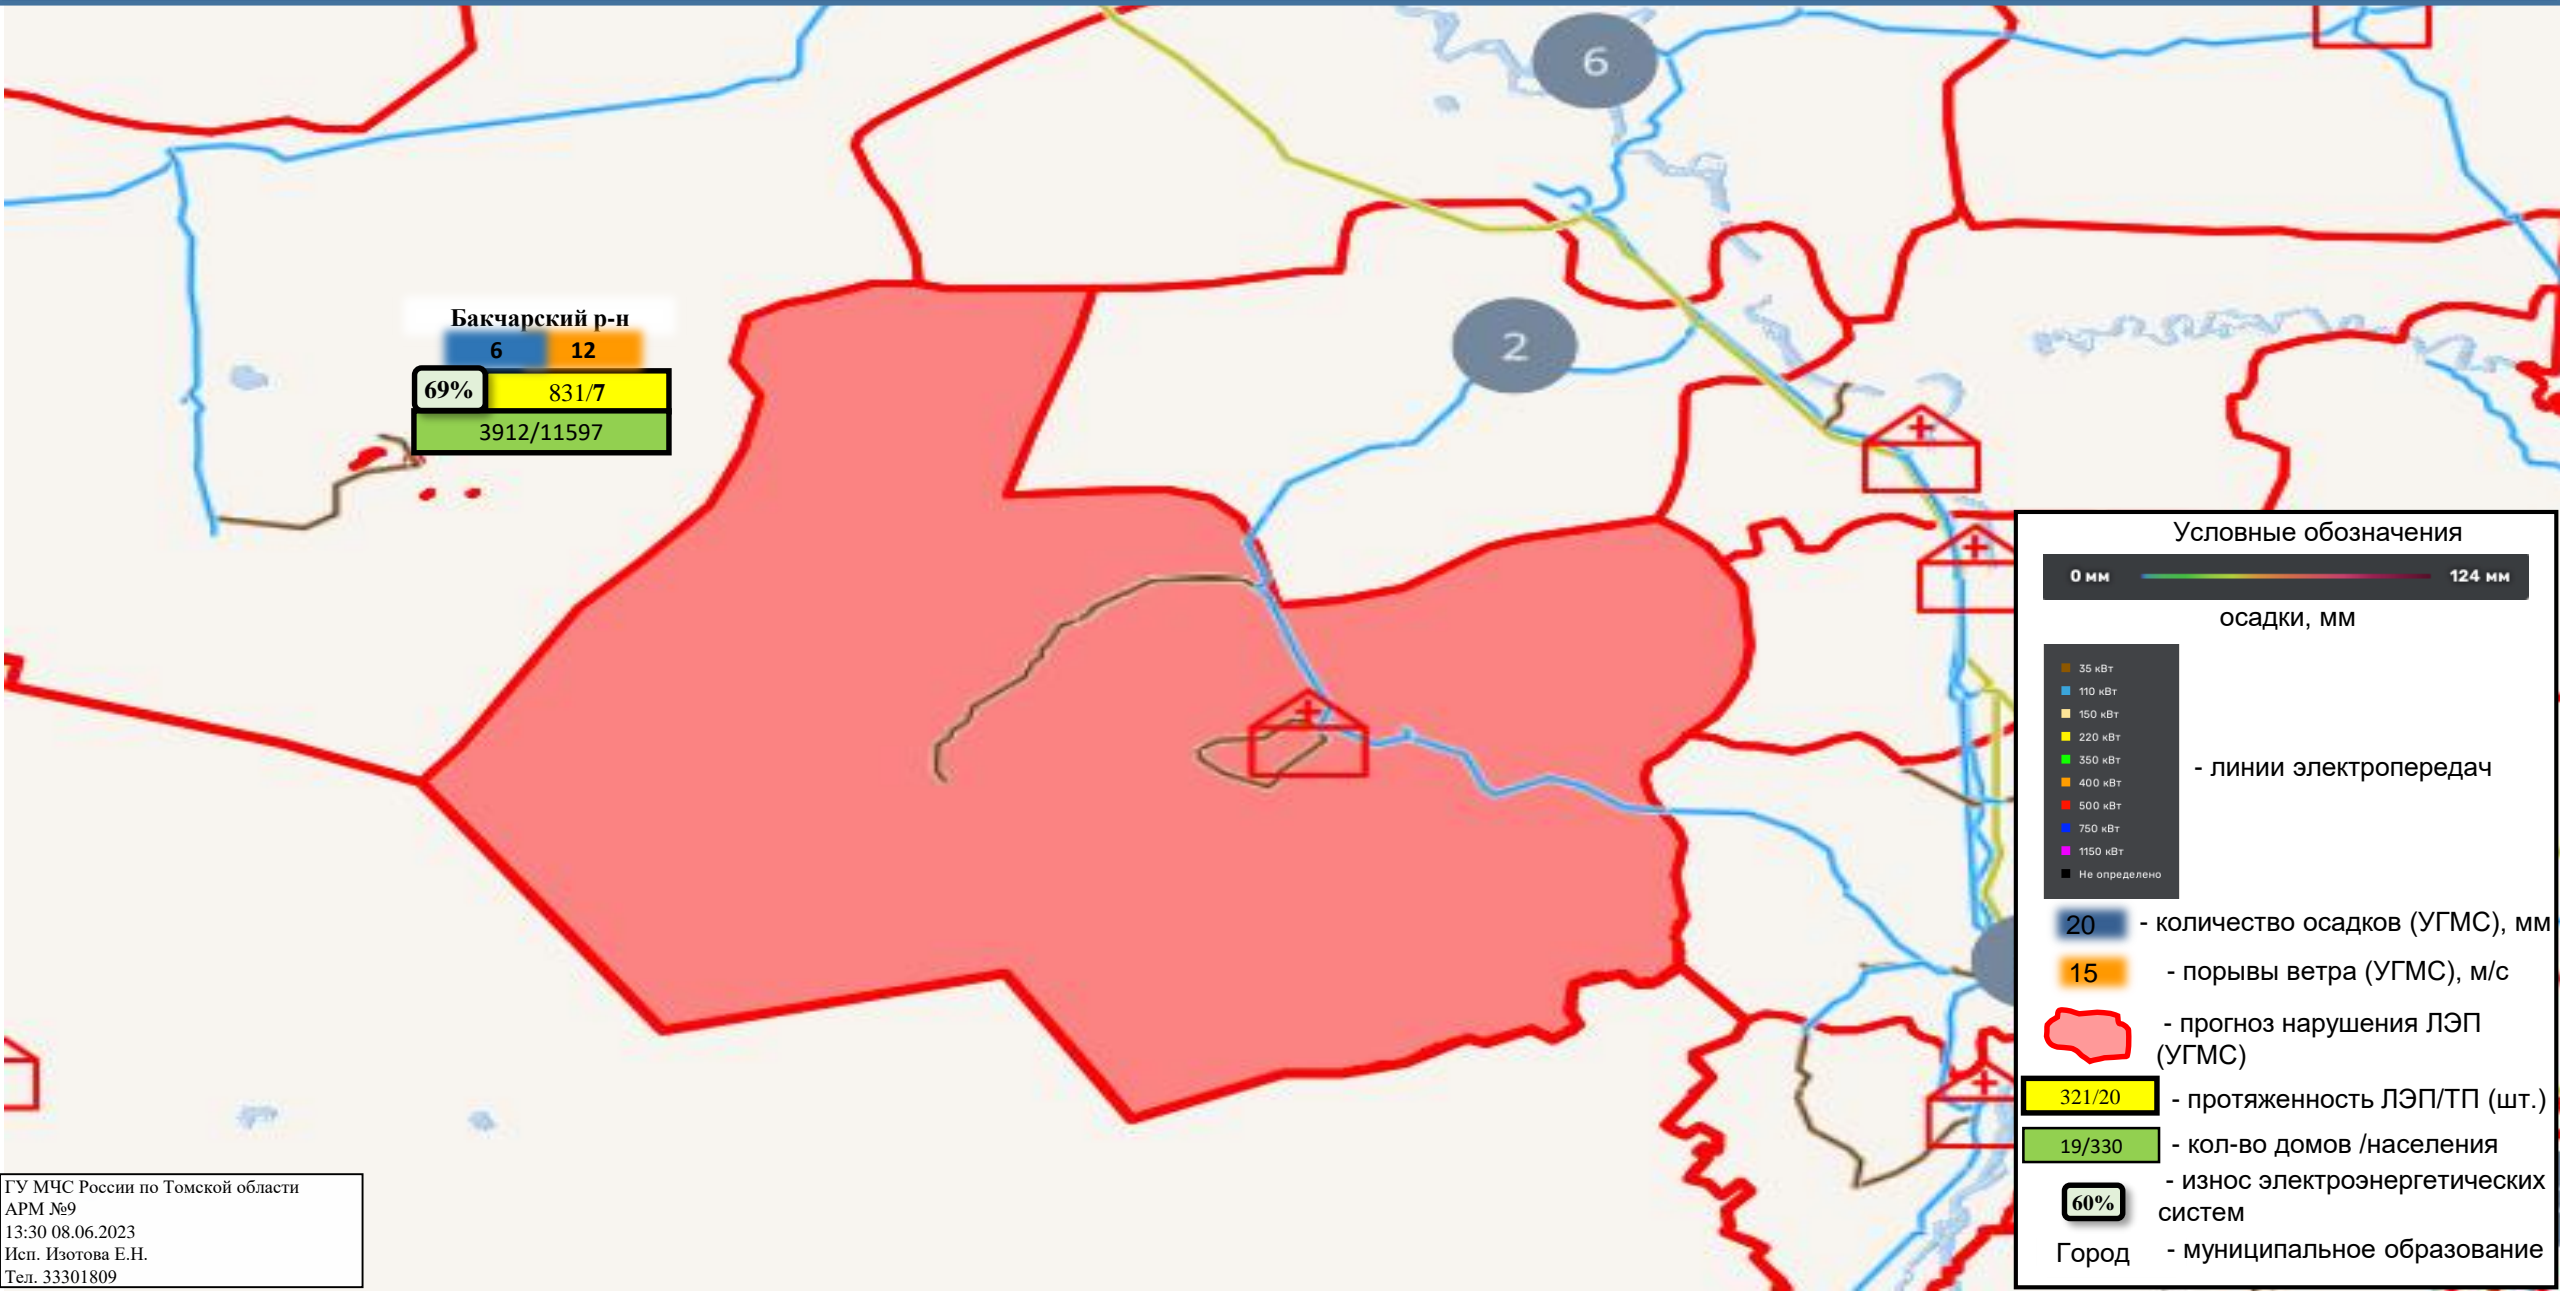 6
2
Бакчарский р-н
6 12
69% 831/7
3912/11597
Условные обозначения
0 мм 124 мм
осадки, мм
35 кВт
110 кВт
150 кВт
220 кВт
350 кВт
400 кВт
500 кВт
750 кВт
1150 кВт
Не определено
- линии электропередач
20 - количество осадков (УГМС), мм
15 - порывы ветра (УГМС), м/с
- прогноз нарушения ЛЭП
(УГМС)
321/20 - протяженность ЛЭП/ТП (шт.)
19/330 - кол-во домов /населения
60% - износ электроэнергетических
систем
Город - муниципальное образование
ГУ МЧС России по Томской области
АРМ №9
13:30 08.06.2023
Исп. Изотова Е.Н.
Тел. 33301809